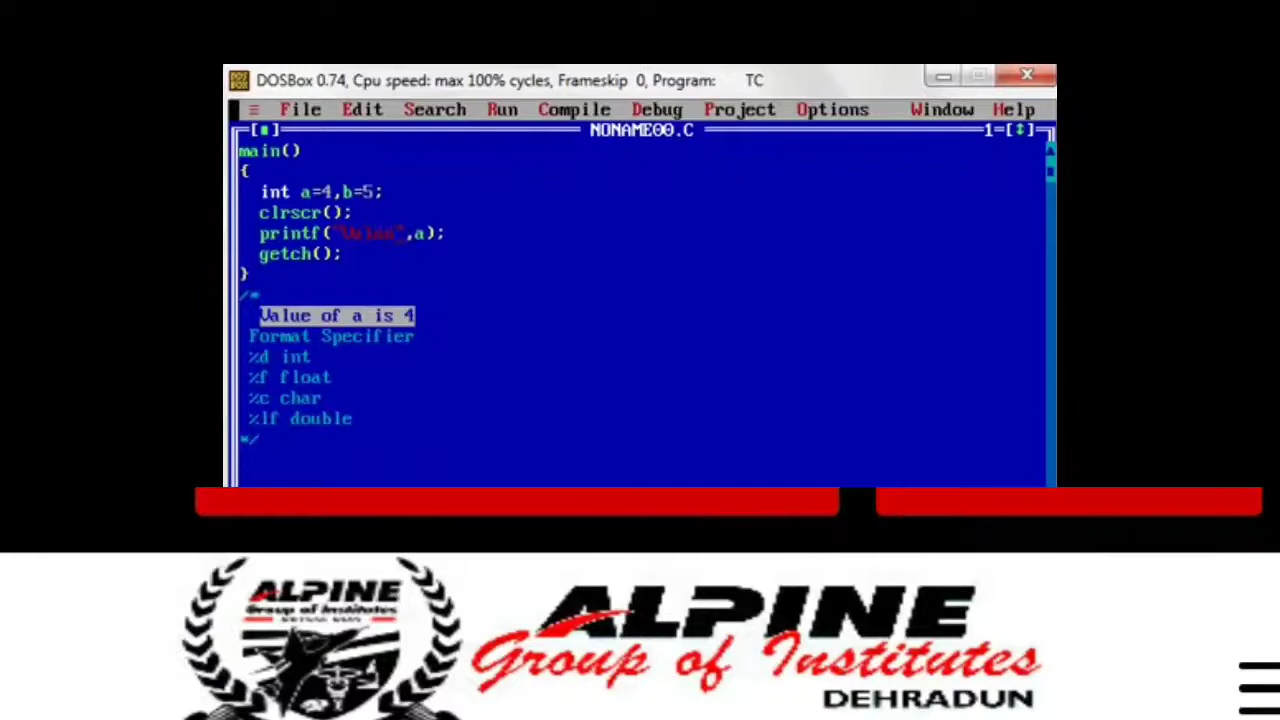 DOSBox 0.74, Cpu speed: max 100% cycles, Frameskip 0, Program: TC
≡ File Edit Search Run Compile Debug Project Options Window Help
NONAME00.C 1=[↕]
main()
{
int a=4,b=5;
clrscr();
printf(" ",a);
getch();
}
/*
Value of a is 4
Format Specifier
%d int
%f float
%c char
%lf double
*/
ALPINE
Group of Institutes
ALPINE
Group of Institutes
DEHRADUN